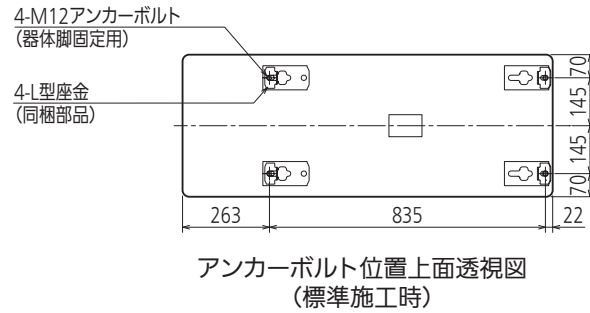 4-M12アンカーボルト
(器体脚固定用)
4-L型座金
(同梱部品)
70
145
145
70
263
835
22
アンカーボルト位置上面透視図
(標準施工時)